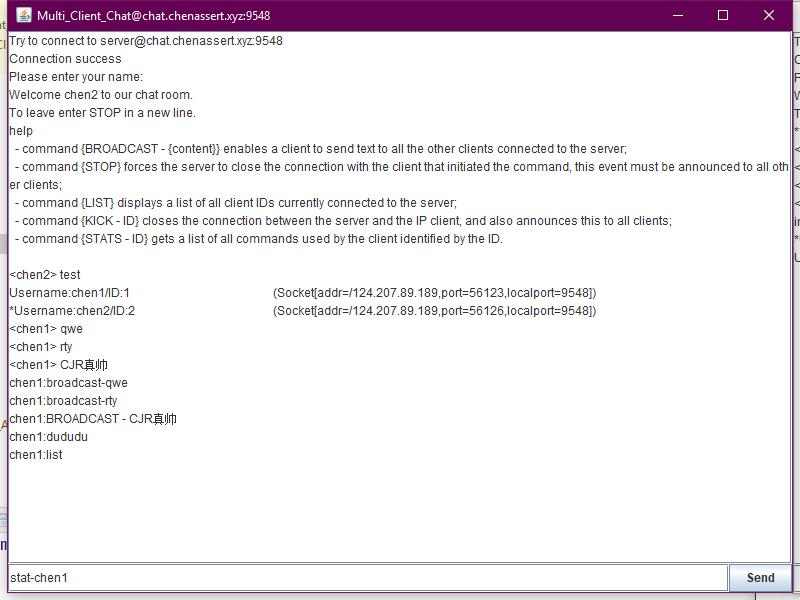 Multi_Client_Chat@chat.chenassert.xyz:9548
Try to connect to server@chat.chenassert.xyz:9548
Connection success
Please enter your name:
Welcome chen2 to our chat room.
To leave enter STOP in a new line.
help
- command {BROADCAST - {content}} enables a client to send text to all the other clients connected to the server;
- command {STOP} forces the server to close the connection with the client that initiated the command, this event must be announced to all oth
er clients;
- command {LIST} displays a list of all client IDs currently connected to the server;
- command {KICK - ID} closes the connection between the server and the IP client, and also announces this to all clients;
- command {STATS - ID} gets a list of all commands used by the client identified by the ID.
<chen2> test
Username:chen1/ID:1 (Socket[addr=/124.207.89.189,port=56123,localport=9548])
*Username:chen2/ID:2 (Socket[addr=/124.207.89.189,port=56126,localport=9548])
<chen1> qwe
<chen1> rty
<chen1> CJR真帅
chen1:broadcast-qwe
chen1:broadcast-rty
chen1:BROADCAST - CJR真帅
chen1:dududu
chen1:list
stat-chen1
Send